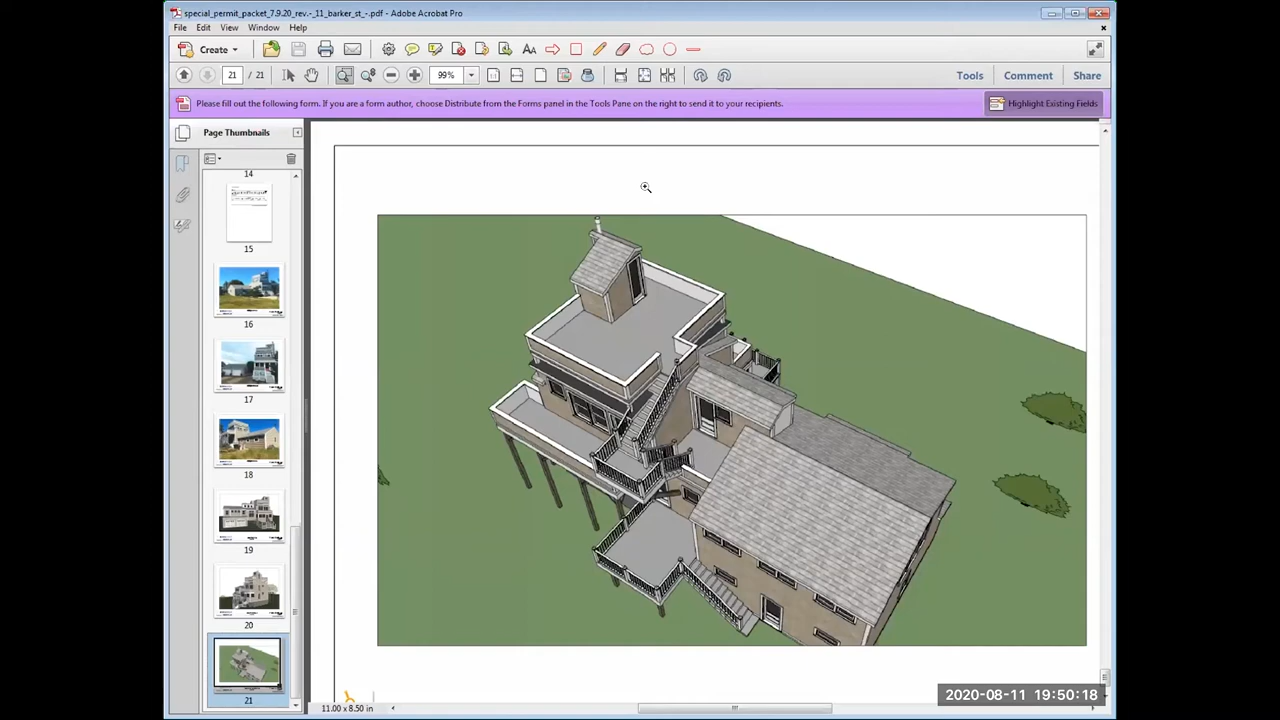 special_permit_packet_7.9.20_rev.-_11_barker_st_-.pdf - Adobe Acrobat Pro
File Edit View Window Help
Create
21 / 21 99% Tools Comment Share
Please fill out the following form. If you are a form author, choose Distribute from the Forms panel in the Tools Pane on the right to send it to your recipients. Highlight Existing Fields
Page Thumbnails
14
15
16
17
18
19
20
21
11.00 x 8.50 in
2020-08-11 19:50:18